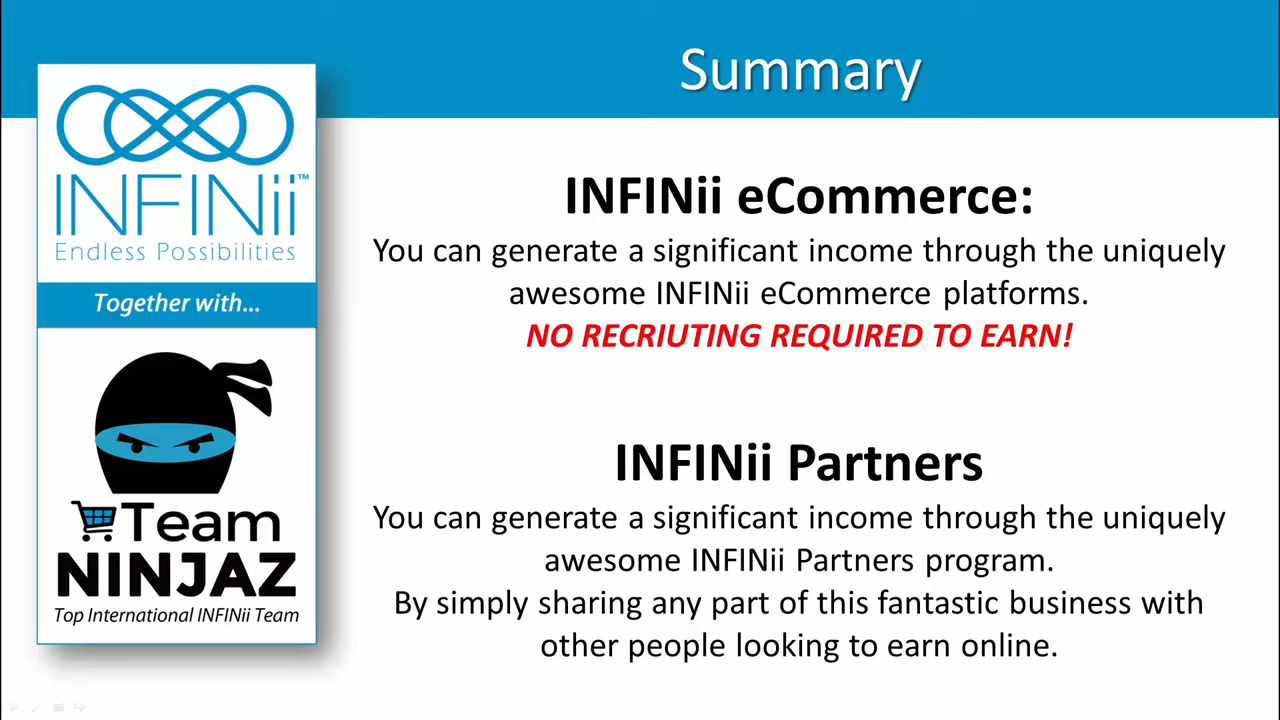 Summary
INFINii™
Endless Possibilities
Together with...
Team
NINJAZ
Top International INFINii Team
INFINii eCommerce:
You can generate a significant income through the uniquely
awesome INFINii eCommerce platforms.
NO RECRIUTING REQUIRED TO EARN!
INFINii Partners
You can generate a significant income through the uniquely
awesome INFINii Partners program.
By simply sharing any part of this fantastic business with
other people looking to earn online.